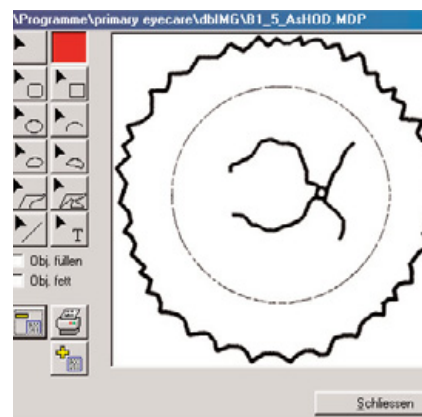 \Programme\primary eyecare\dbIMG\B1_5_AsHOD.MDP
T
Obj. füllen
Obj. fett
Schliessen